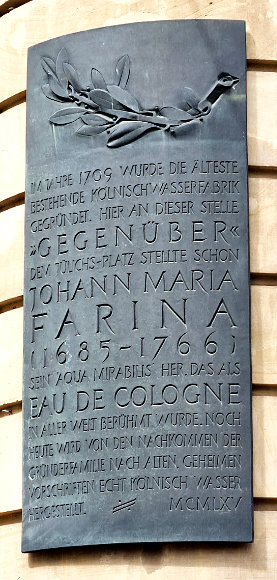 IM JAHRE 1709 WURDE DIE ÄLTESTE
BESTEHENDE KÖLNISCHWASSERFABRIK
GEGRÜNDET. HIER AN DIESER STELLE
»GEGENÜBER«
DEM JÜLICHS-PLATZ STELLTE SCHON
JOHANN MARIA
FARINA
(1685-1766)
SEIN AQUA MIRABILIS HER, DAS ALS
EAU DE COLOGNE
IN ALLER WELT BERÜHMT WURDE. NOCH
HEUTE WIRD VON DEN NACHKOMMEN DER
GRÜNDERFAMILIE NACH ALTEN, GEHEIMEN
VORSCHRIFTEN ECHT KÖLNISCH WASSER
HERGESTELLT. MCMLXV